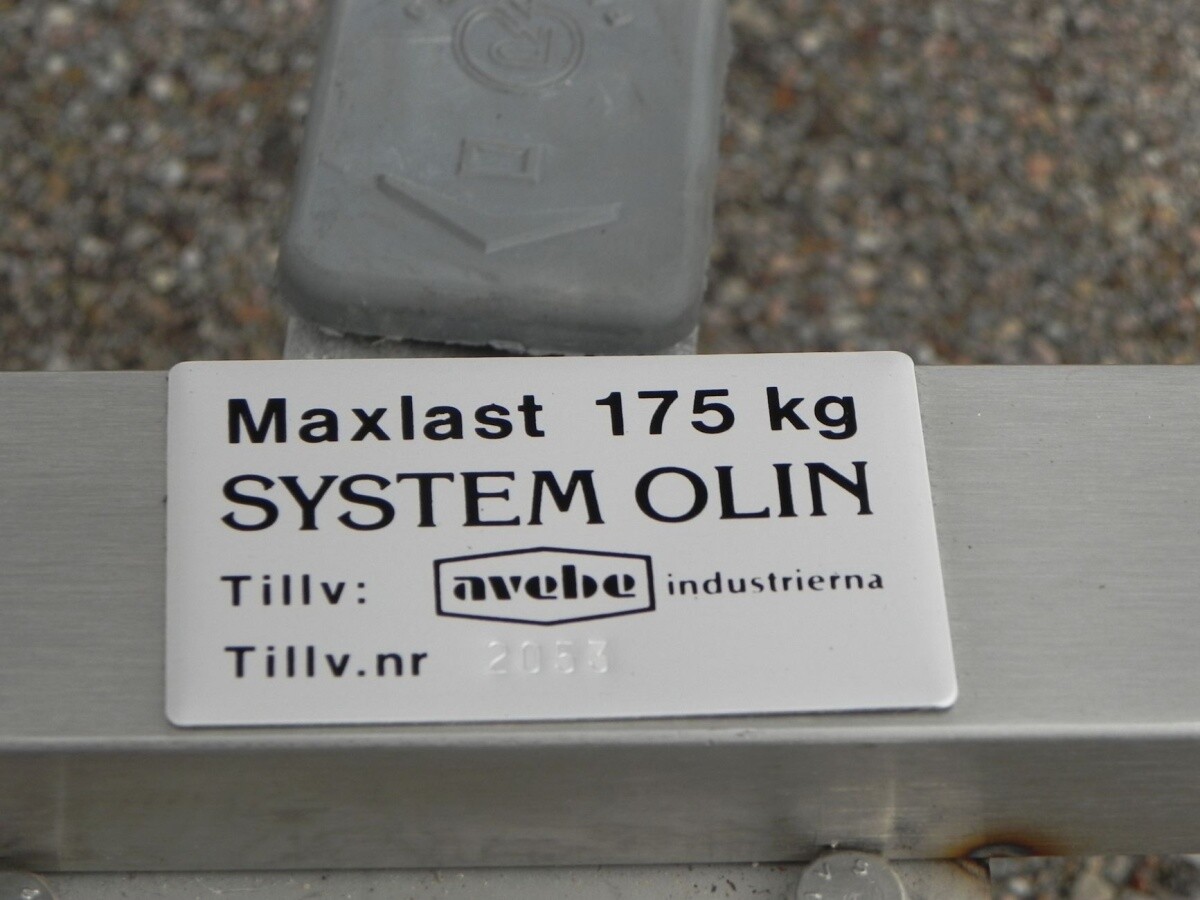 Maxlast 175 kg
SYSTEM OLIN
Tillv: avebe industrierna
Tillv.nr 2053